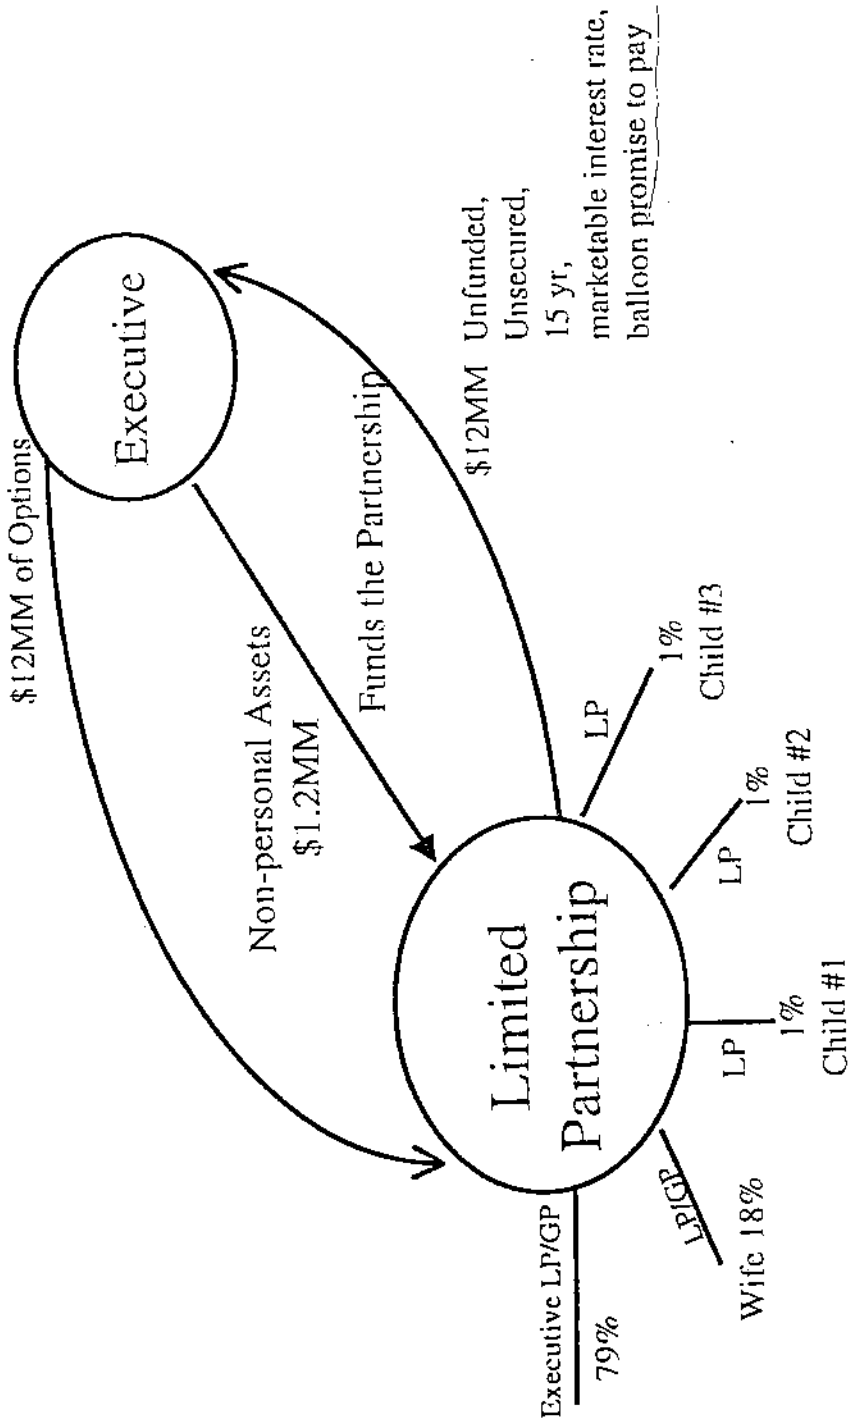 $12MM of Options
Executive
Non-personal Assets
$1.2MM
Funds the Partnership
$12MM Unfunded,
Unsecured,
15 yr,
marketable interest rate,
balloon promise to pay
Limited
Partnership
Executive LP/GP
79%
LP/GP
Wife 18%
LP
1%
Child #1
LP
1%
Child #2
LP
1%
Child #3